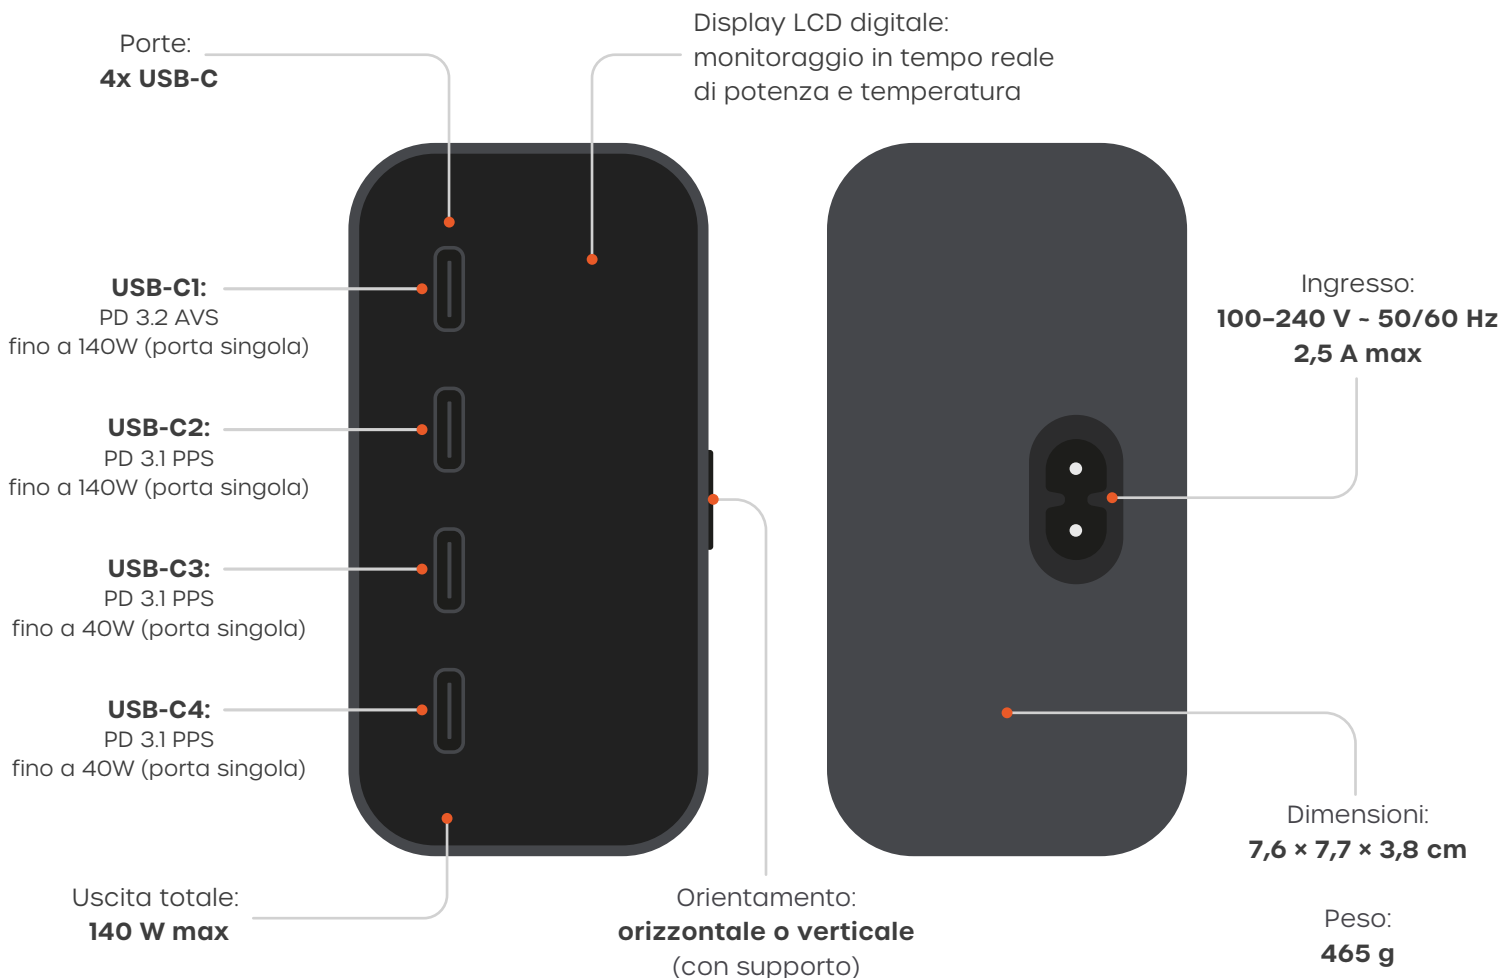 Porte:
4x USB-C
Display LCD digitale:
monitoraggio in tempo reale
di potenza e temperatura
USB-C1:
PD 3.2 AVS
fino a 140W (porta singola)
USB-C2:
PD 3.1 PPS
fino a 140W (porta singola)
USB-C3:
PD 3.1 PPS
fino a 40W (porta singola)
USB-C4:
PD 3.1 PPS
fino a 40W (porta singola)
Uscita totale:
140 W max
Orientamento:
orizzontale o verticale
(con supporto)
Ingresso:
100–240 V ~ 50/60 Hz
2,5 A max
Dimensioni:
7,6 × 7,7 × 3,8 cm
Peso:
465 g